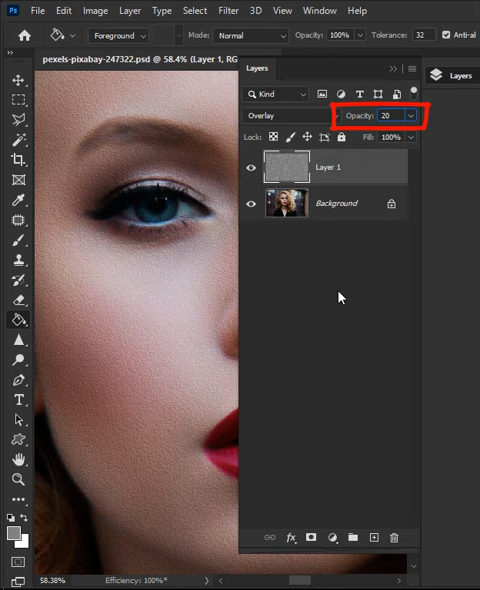 Ps File Edit Image Layer Type Select Filter 3D View Window Help
Foreground Mode: Normal Opacity: 100% Tolerance: 32 Anti-al
pexels-pixabay-247322.psd @ 58.4% (Layer 1, RG
Layers
Layers
Kind
Overlay Opacity: 20
Lock: Fill: 100%
Layer 1
Background
fx
58.38% Efficiency: 100%*